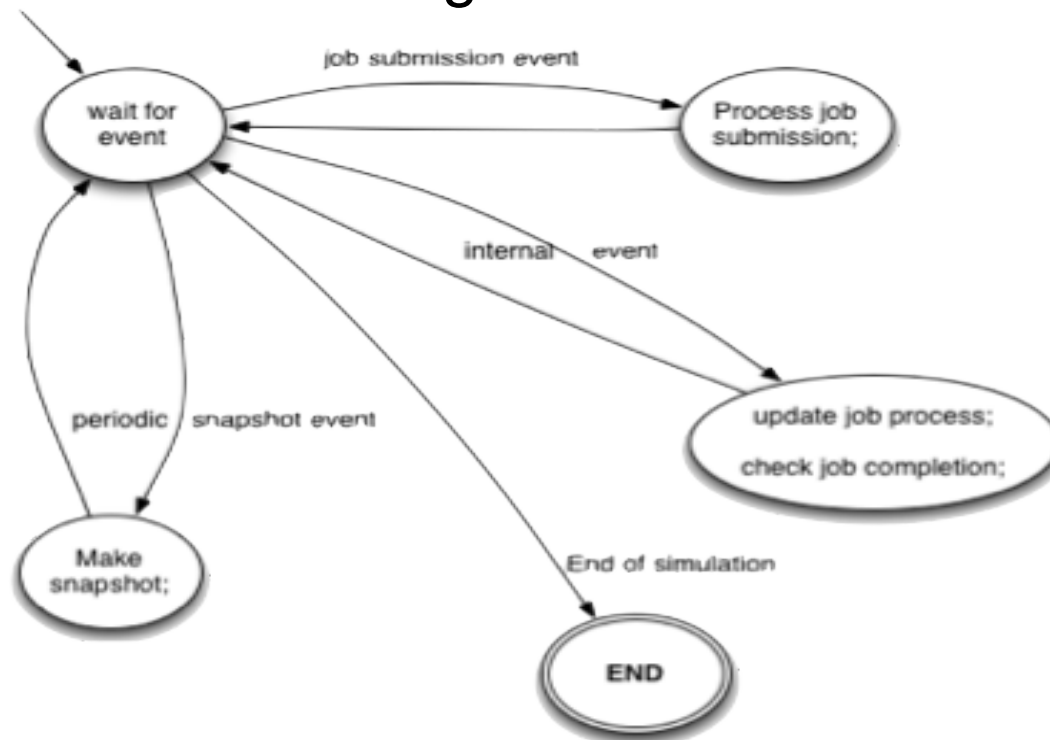 job submission event
wait for
event
Process job
submission;
internal event
update job process;
check job completion;
periodic snapshot event
Make
snapshot;
End of simulation
END